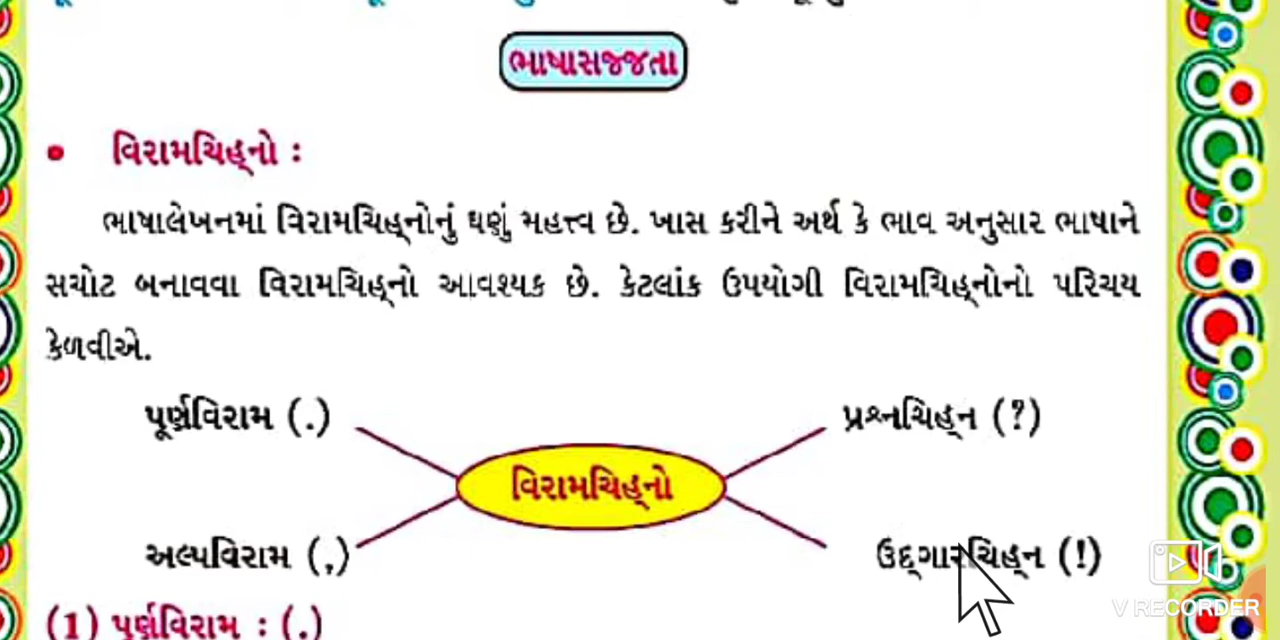 ભાષાસજ્જતા
• વિરામચિહ્નો :
ભાષાલેખનમાં વિરામચિહ્નોનું ઘણું મહત્ત્વ છે. ખાસ કરીને અર્થ કે ભાવ અનુસાર ભાષાને
સચોટ બનાવવા વિરામચિહ્નો આવશ્યક છે. કેટલાંક ઉપયોગી વિરામચિહ્નોનો પરિચય
કેળવીએ.
પૂર્ણવિરામ (.)
પ્રશ્નચિહ્ન (?)
વિરામચિહ્નો
અલ્પવિરામ (,)
ઉદ્‌ગારચિહ્ન (!)
(1) પૂર્ણવિરામ : (.)
V RECORDER